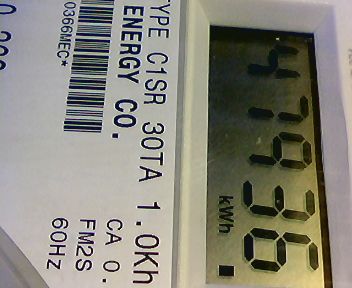 47936
kWh
TYPE C1SR 30TA 1.0Kh
ENERGY CO.
CA 0.
FM2S
60HZ
0366MEC*